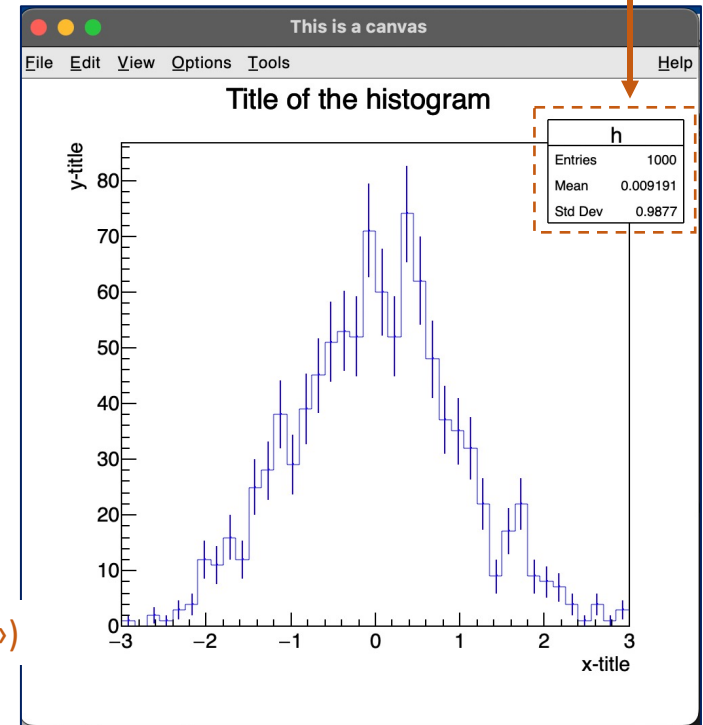 This is a canvas
File Edit View Options Tools Help
Title of the histogram
h
Entries 1000
Mean 0.009191
Std Dev 0.9877
y-title
80
70
60
50
40
30
20
10
0
−3 −2 −1 0 1 2 3
x-title
»)